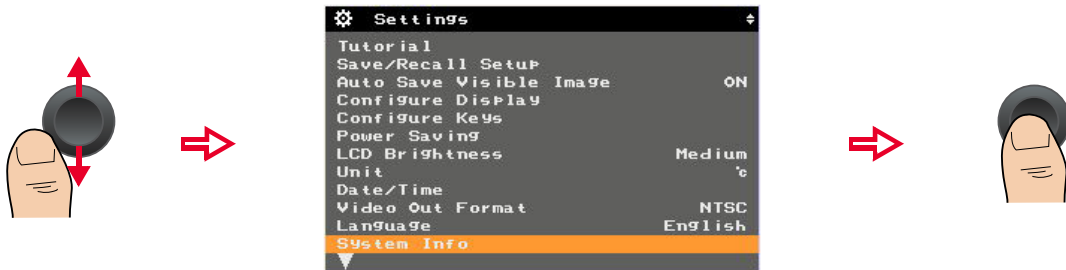 Settings
Tutorial
Save/Recall Setup
Auto Save Visible Image ON
Configure Display
Configure Keys
Power Saving
LCD Brightness Medium
Unit °c
Date/Time
Video Out Format NTSC
Language English
System Info